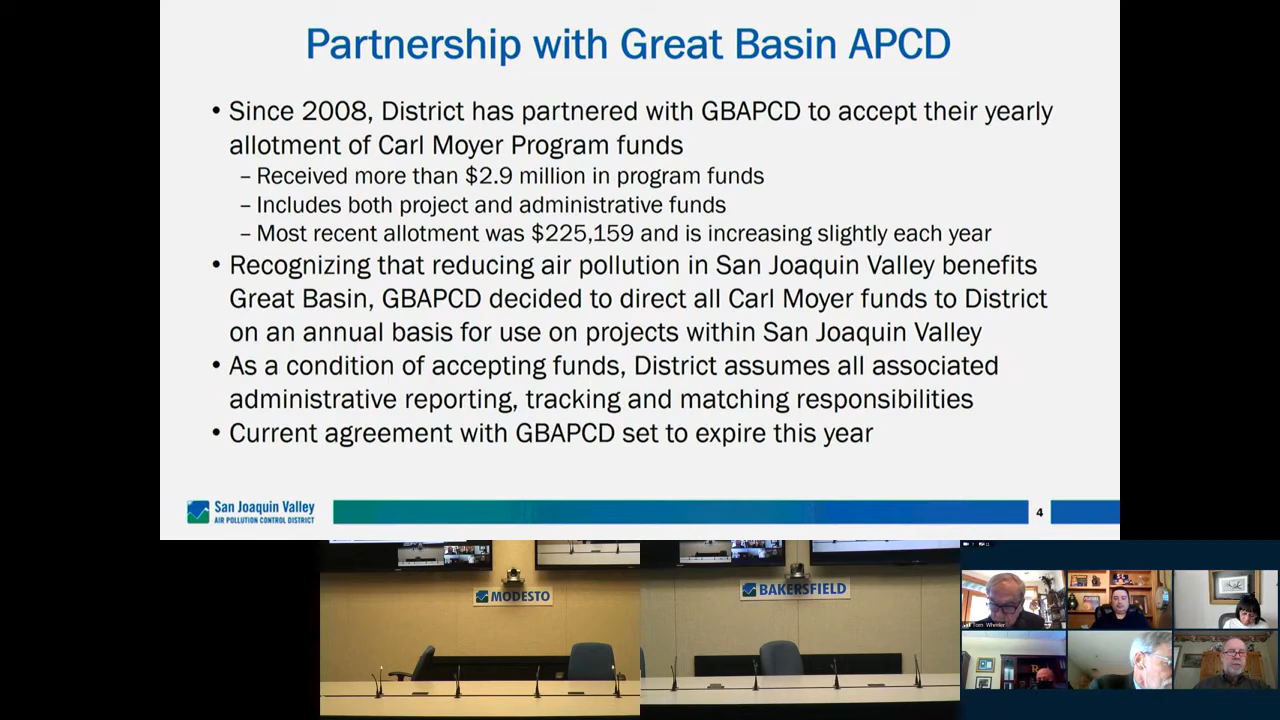 Partnership with Great Basin APCD
• Since 2008, District has partnered with GBAPCD to accept their yearly
allotment of Carl Moyer Program funds
– Received more than $2.9 million in program funds
– Includes both project and administrative funds
– Most recent allotment was $225,159 and is increasing slightly each year
• Recognizing that reducing air pollution in San Joaquin Valley benefits
Great Basin, GBAPCD decided to direct all Carl Moyer funds to District
on an annual basis for use on projects within San Joaquin Valley
• As a condition of accepting funds, District assumes all associated
administrative reporting, tracking and matching responsibilities
• Current agreement with GBAPCD set to expire this year
San Joaquin Valley
AIR POLLUTION CONTROL DISTRICT
4
MODESTO
BAKERSFIELD
Tom Wheeler